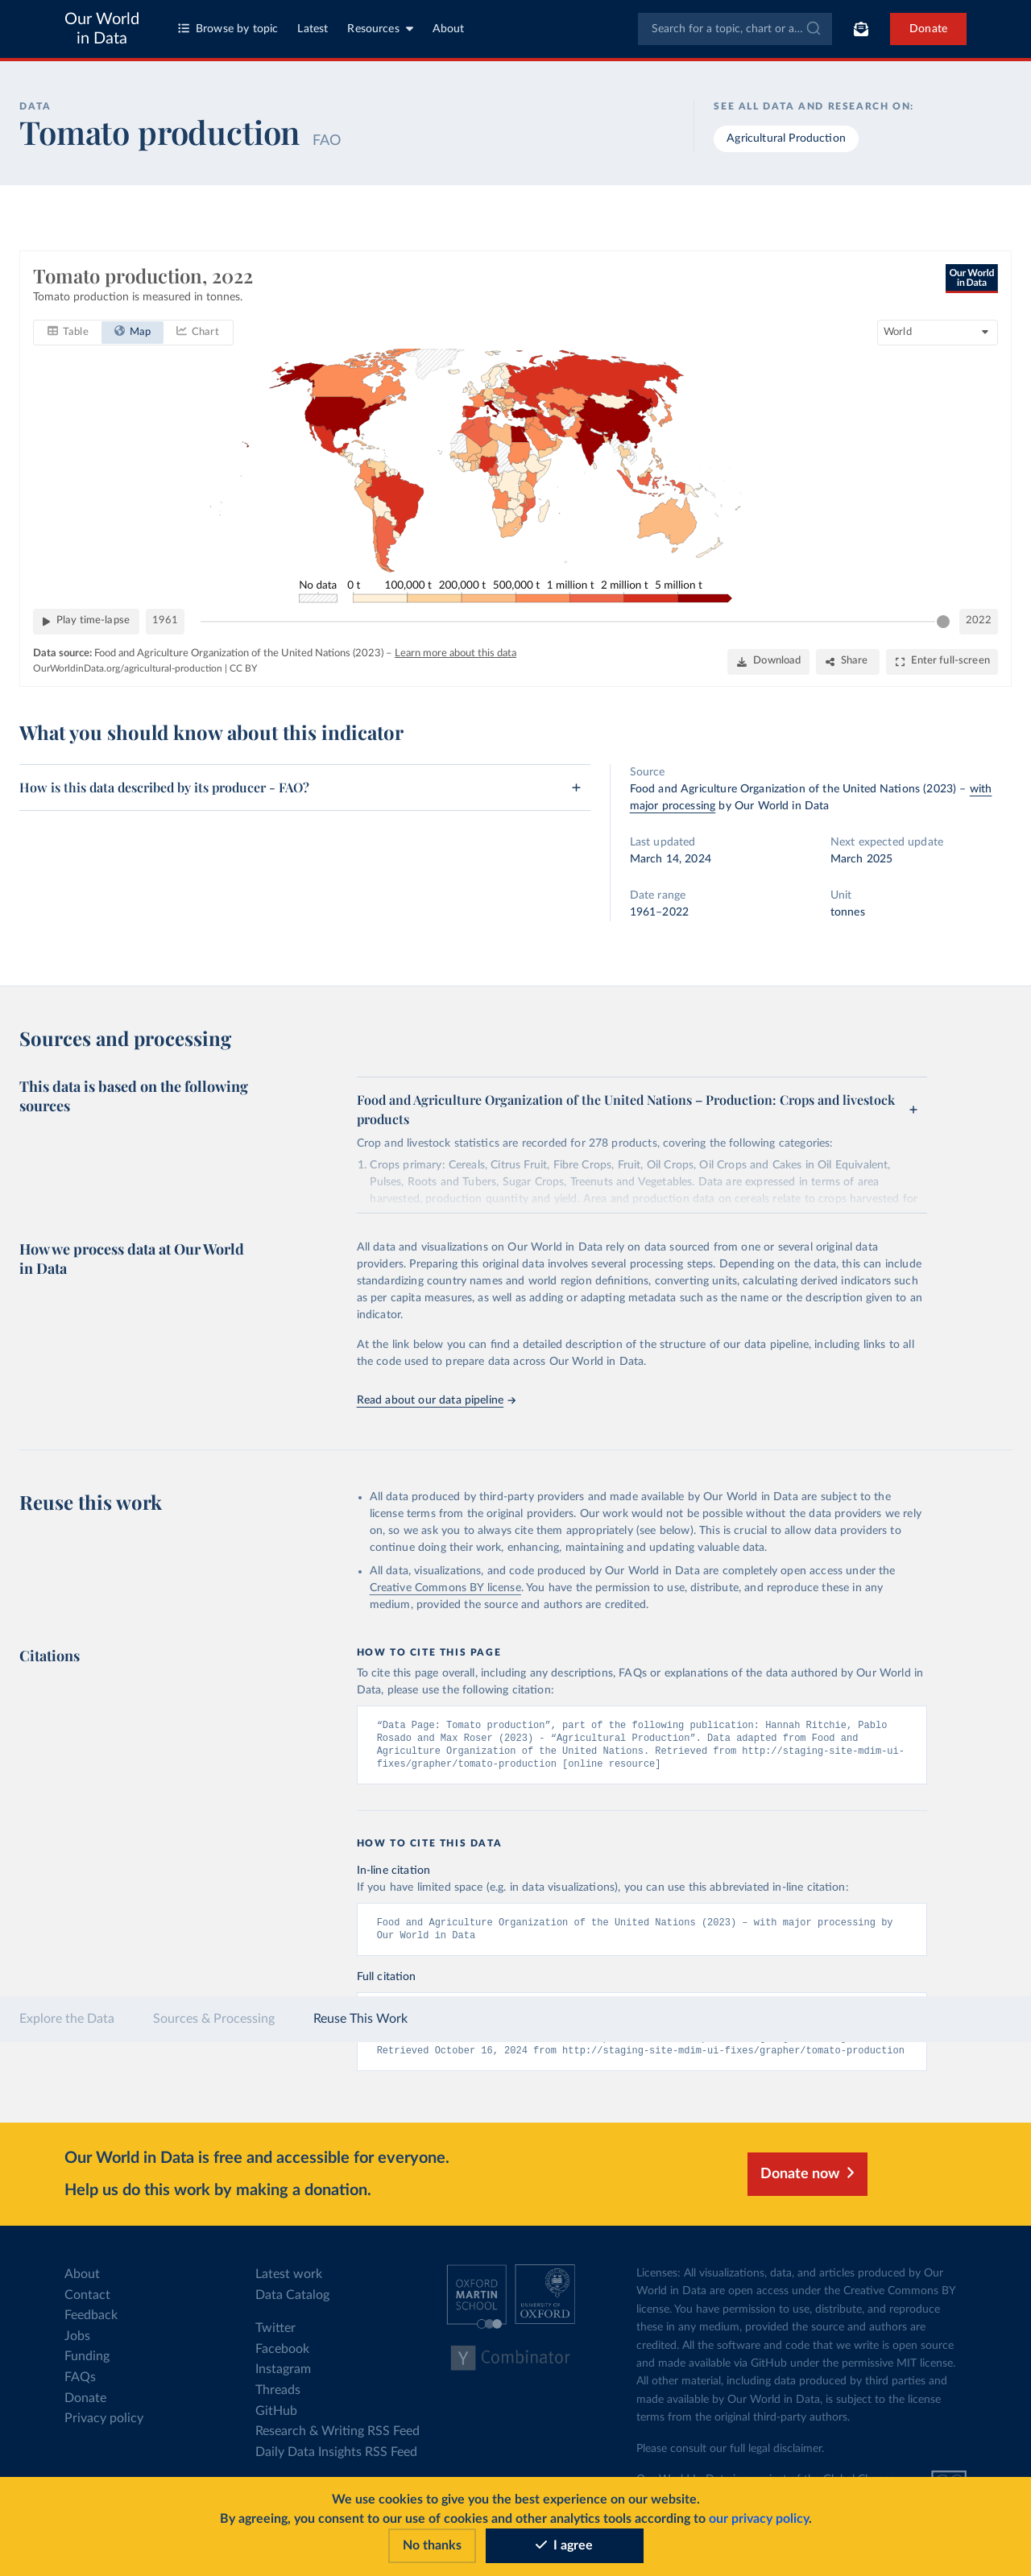 Our World
in Data
Browse by topic
Latest
Resources
About
Search for a topic, chart or a...
Donate
DATA
Tomato production FAO
SEE ALL DATA AND RESEARCH ON:
Agricultural Production
Tomato production, 2022
Tomato production is measured in tonnes.
Our World
in Data
Table
Map
Chart
World
No data 0 t 100,000 t 200,000 t 500,000 t 1 million t 2 million t 5 million t
Play time-lapse
1961
2022
Data source: Food and Agriculture Organization of the United Nations (2023) – Learn more about this data
OurWorldinData.org/agricultural-production | CC BY
Download
Share
Enter full-screen
What you should know about this indicator
How is this data described by its producer - FAO?
Source
Food and Agriculture Organization of the United Nations (2023) – with
major processing by Our World in Data
Last updated
March 14, 2024
Next expected update
March 2025
Date range
1961–2022
Unit
tonnes
Sources and processing
This data is based on the following
sources
Food and Agriculture Organization of the United Nations – Production: Crops and livestock
products
Crop and livestock statistics are recorded for 278 products, covering the following categories:
1. Crops primary: Cereals, Citrus Fruit, Fibre Crops, Fruit, Oil Crops, Oil Crops and Cakes in Oil Equivalent,
Pulses, Roots and Tubers, Sugar Crops, Treenuts and Vegetables. Data are expressed in terms of area
harvested, production quantity and yield. Area and production data on cereals relate to crops harvested for
How we process data at Our World
in Data
All data and visualizations on Our World in Data rely on data sourced from one or several original data
providers. Preparing this original data involves several processing steps. Depending on the data, this can include
standardizing country names and world region definitions, converting units, calculating derived indicators such
as per capita measures, as well as adding or adapting metadata such as the name or the description given to an
indicator.
At the link below you can find a detailed description of the structure of our data pipeline, including links to all
the code used to prepare data across Our World in Data.
Read about our data pipeline
Reuse this work
All data produced by third-party providers and made available by Our World in Data are subject to the
license terms from the original providers. Our work would not be possible without the data providers we rely
on, so we ask you to always cite them appropriately (see below). This is crucial to allow data providers to
continue doing their work, enhancing, maintaining and updating valuable data.
All data, visualizations, and code produced by Our World in Data are completely open access under the
Creative Commons BY license. You have the permission to use, distribute, and reproduce these in any
medium, provided the source and authors are credited.
Citations
HOW TO CITE THIS PAGE
To cite this page overall, including any descriptions, FAQs or explanations of the data authored by Our World in
Data, please use the following citation:
“Data Page: Tomato production”, part of the following publication: Hannah Ritchie, Pablo
Rosado and Max Roser (2023) - “Agricultural Production”. Data adapted from Food and
Agriculture Organization of the United Nations. Retrieved from http://staging-site-mdim-ui-
fixes/grapher/tomato-production [online resource]
HOW TO CITE THIS DATA
In-line citation
If you have limited space (e.g. in data visualizations), you can use this abbreviated in-line citation:
Food and Agriculture Organization of the United Nations (2023) – with major processing by
Our World in Data
Full citation
Explore the Data
Sources & Processing
Reuse This Work
Retrieved October 16, 2024 from http://staging-site-mdim-ui-fixes/grapher/tomato-production
Our World in Data is free and accessible for everyone.
Help us do this work by making a donation.
Donate now
About
Contact
Feedback
Jobs
Funding
FAQs
Donate
Privacy policy
Latest work
Data Catalog
Twitter
Facebook
Instagram
Threads
GitHub
Research & Writing RSS Feed
Daily Data Insights RSS Feed
OXFORD
MARTIN
SCHOOL
UNIVERSITY OF
OXFORD
Y Combinator
Licenses: All visualizations, data, and articles produced by Our
World in Data are open access under the Creative Commons BY
license. You have permission to use, distribute, and reproduce
these in any medium, provided the source and authors are
credited. All the software and code that we write is open source
and made available via GitHub under the permissive MIT license.
All other material, including data produced by third parties and
made available by Our World in Data, is subject to the license
terms from the original third-party authors.
Please consult our full legal disclaimer.
We use cookies to give you the best experience on our website.
By agreeing, you consent to our use of cookies and other analytics tools according to our privacy policy.
No thanks
I agree